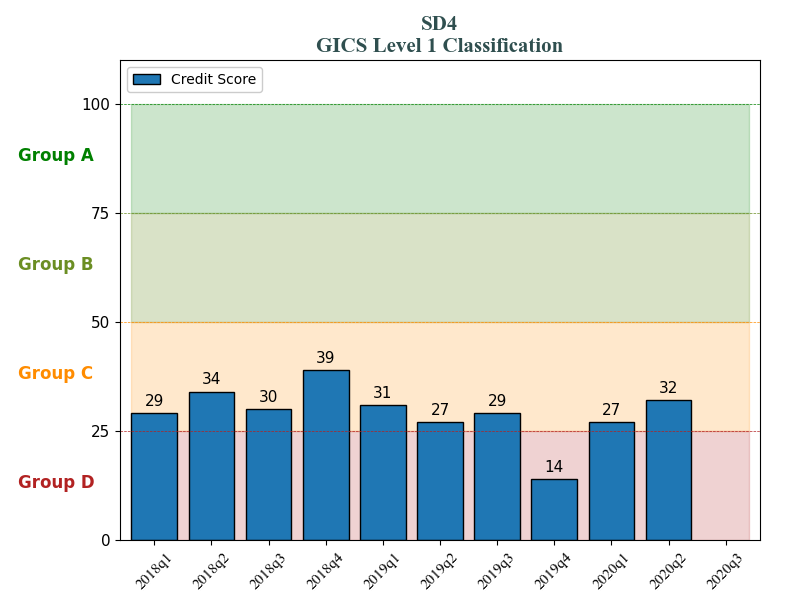 SD4
GICS Level 1 Classification
Credit Score
100
Group A
75
Group B
50
Group C
25
Group D
0
29
34
30
39
31
27
29
14
27
32
2018q1
2018q2
2018q3
2018q4
2019q1
2019q2
2019q3
2019q4
2020q1
2020q2
2020q3